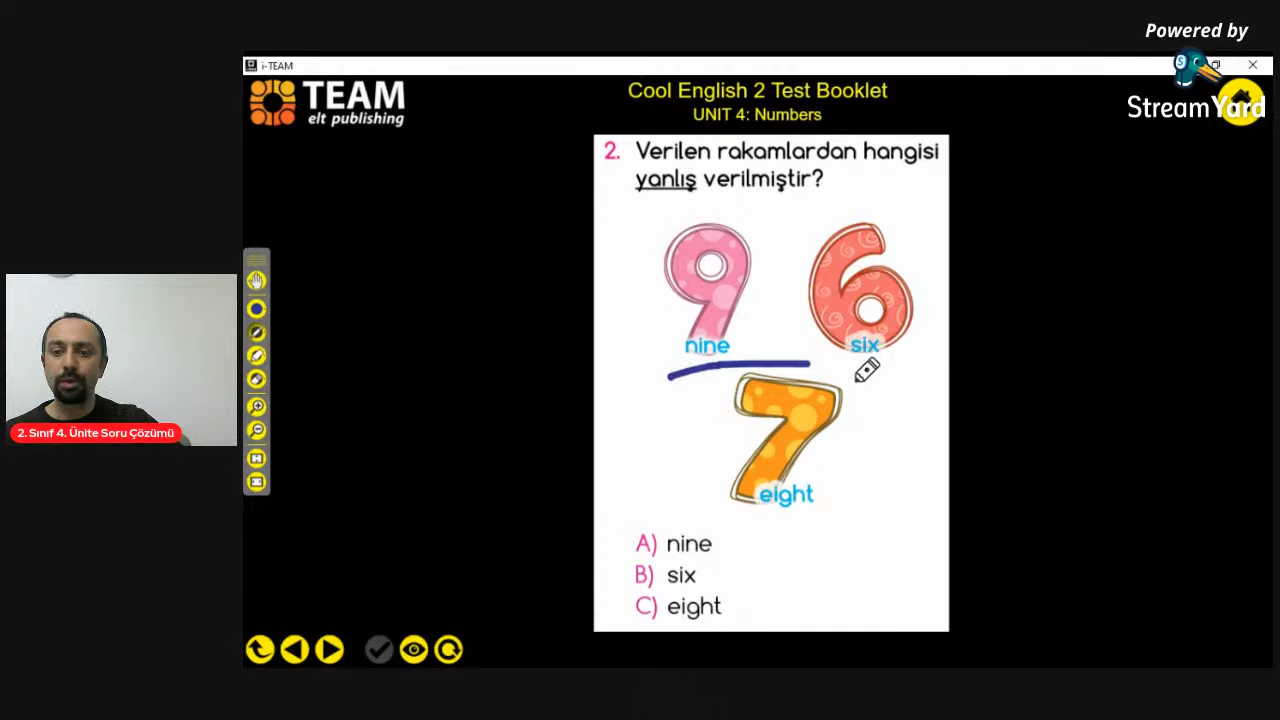 Powered by
StreamYard
i-TEAM
TEAM
elt publishing
Cool English 2 Test Booklet
UNIT 4: Numbers
2. Verilen rakamlardan hangisi
yanlış verilmiştir?
9 6
nine six
7
eight
A) nine
B) six
C) eight
2. Sınıf 4. Ünite Soru Çözümü